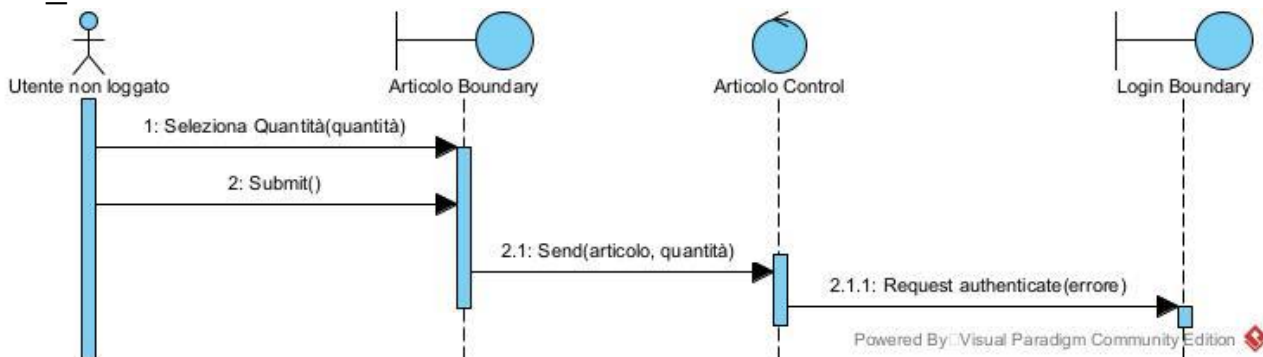 Utente non loggato
Articolo Boundary
Articolo Control
Login Boundary
1: Seleziona Quantità(quantità)
2: Submit()
2.1: Send(articolo, quantità)
2.1.1: Request authenticate(errore)
Powered By Visual Paradigm Community Edition